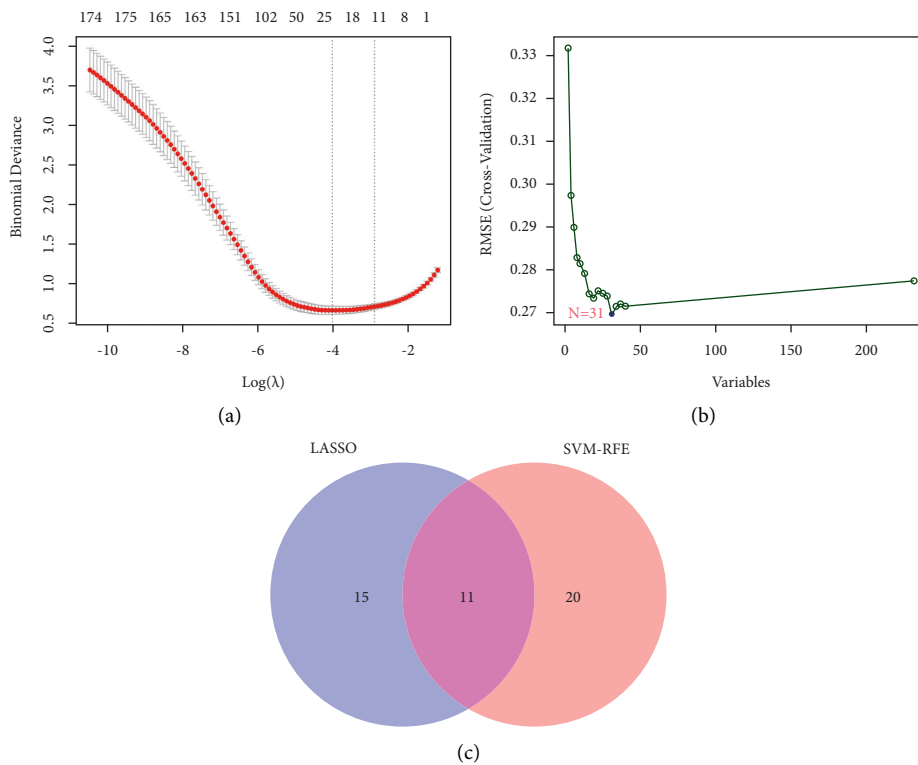 174 175 165 163 151 102 50 25 18 11 8 1
4.0
3.5
3.0
2.5
2.0
1.5
1.0
0.5
Binomial Deviance
-10 -8 -6 -4 -2
Log(λ)
(a)
0.33
0.32
0.30
0.29
0.28
0.27
RMSE (Cross-Validation)
N=31
0 50 100 150 200
Variables
(b)
LASSO SVM-RFE
15 11 20
(c)